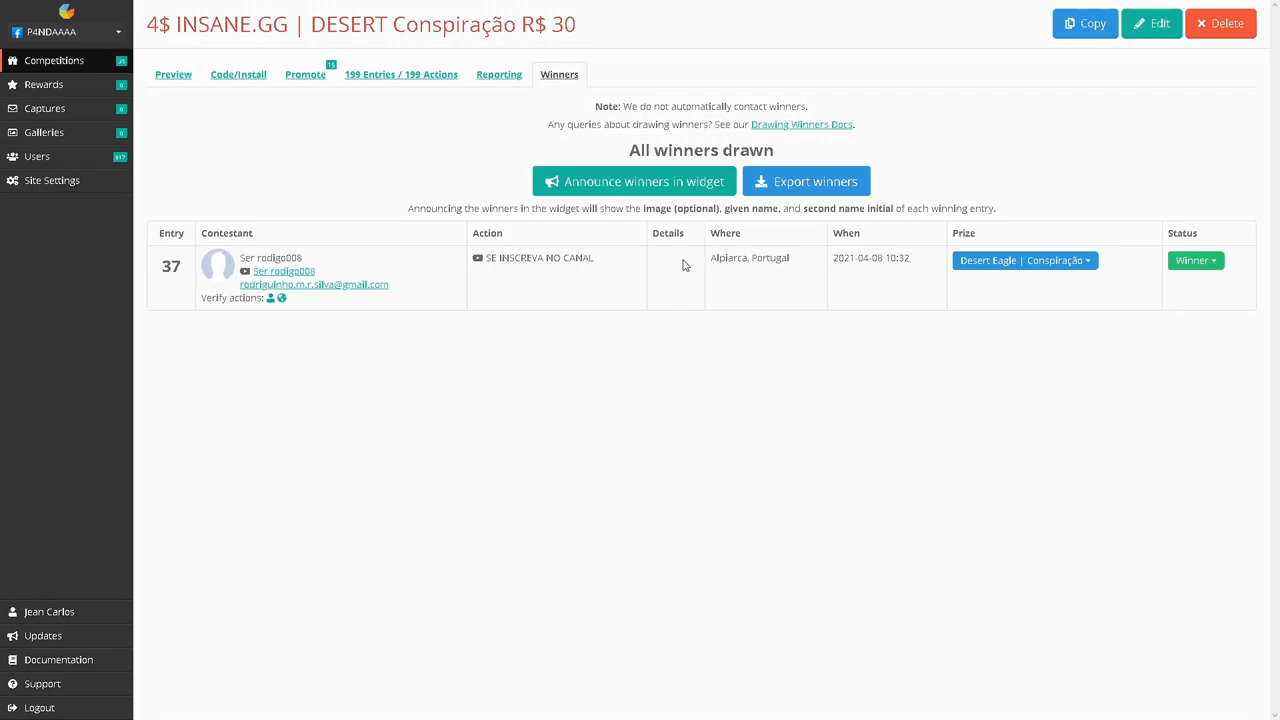 P4NDAAAA
Competitions 35
Rewards 0
Captures 0
Galleries 0
Users 317
Site Settings
Jean Carlos
Updates
Documentation
Support
Logout
4$ INSANE.GG | DESERT Conspiração R$ 30
Copy Edit Delete
Preview Code/Install Promote 15 199 Entries / 199 Actions Reporting Winners
Note: We do not automatically contact winners.
Any queries about drawing winners? See our Drawing Winners Docs.
All winners drawn
Announce winners in widget Export winners
Announcing the winners in the widget will show the image (optional), given name, and second name initial of each winning entry.
Entry Contestant Action Details Where When Prize Status
37 Ser rodigo008 SE INSCREVA NO CANAL Alpiarca, Portugal 2021-04-08 10:32 Desert Eagle | Conspiração Winner
Ser rodigo008
rodriguinho.m.r.silva@gmail.com
Verify actions: